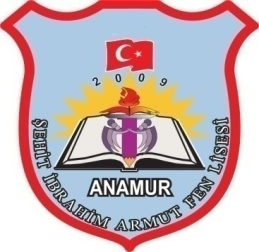 2009
ANAMUR
ŞEHİT İBRAHİM ARMUT FEN LİSESİ